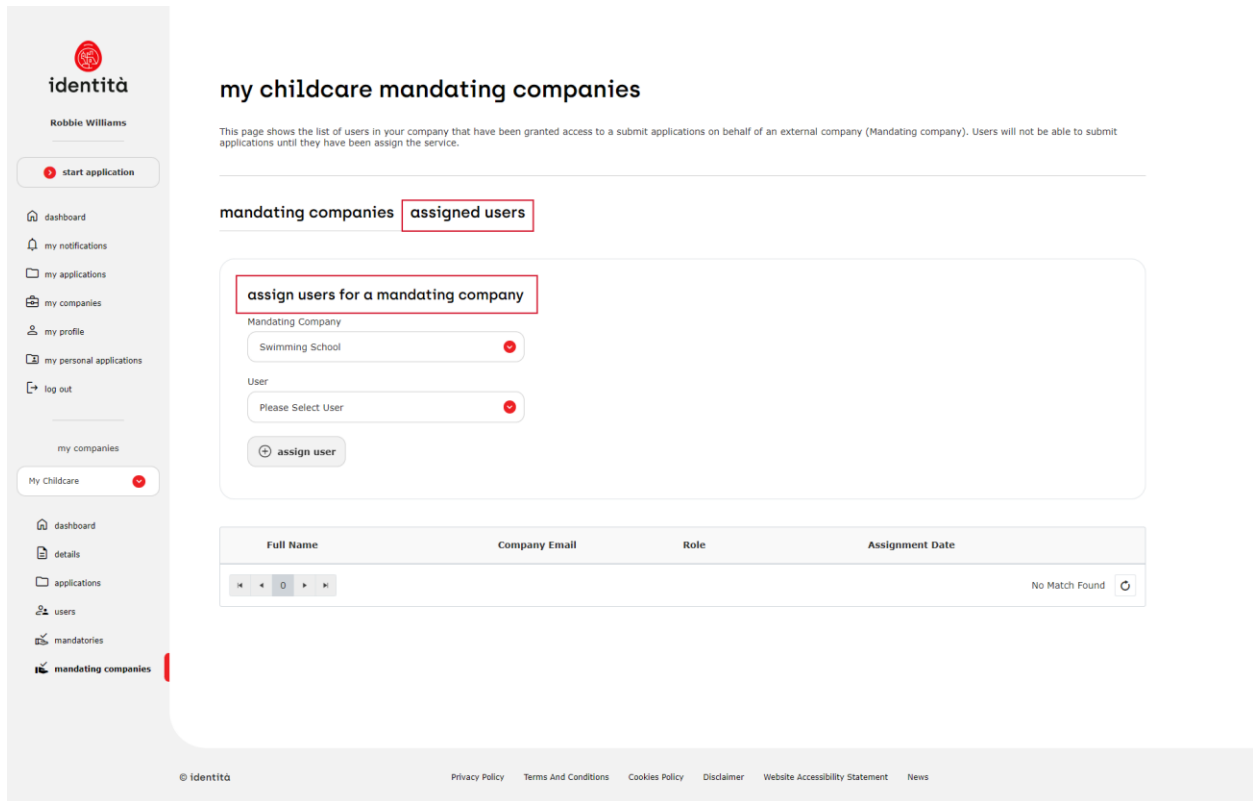 identità
Robbie Williams
start application
dashboard
my notifications
my applications
my companies
my profile
my personal applications
log out
my companies
My Childcare
dashboard
details
applications
users
mandatories
mandating companies
my childcare mandating companies
This page shows the list of users in your company that have been granted access to a submit applications on behalf of an external company (Mandating company). Users will not be able to submit
applications until they have been assign the service.
mandating companies assigned users
assign users for a mandating company
Mandating Company
Swimming School
User
Please Select User
assign user
Full Name Company Email Role Assignment Date
0 No Match Found
© identità Privacy Policy Terms And Conditions Cookies Policy Disclaimer Website Accessibility Statement News